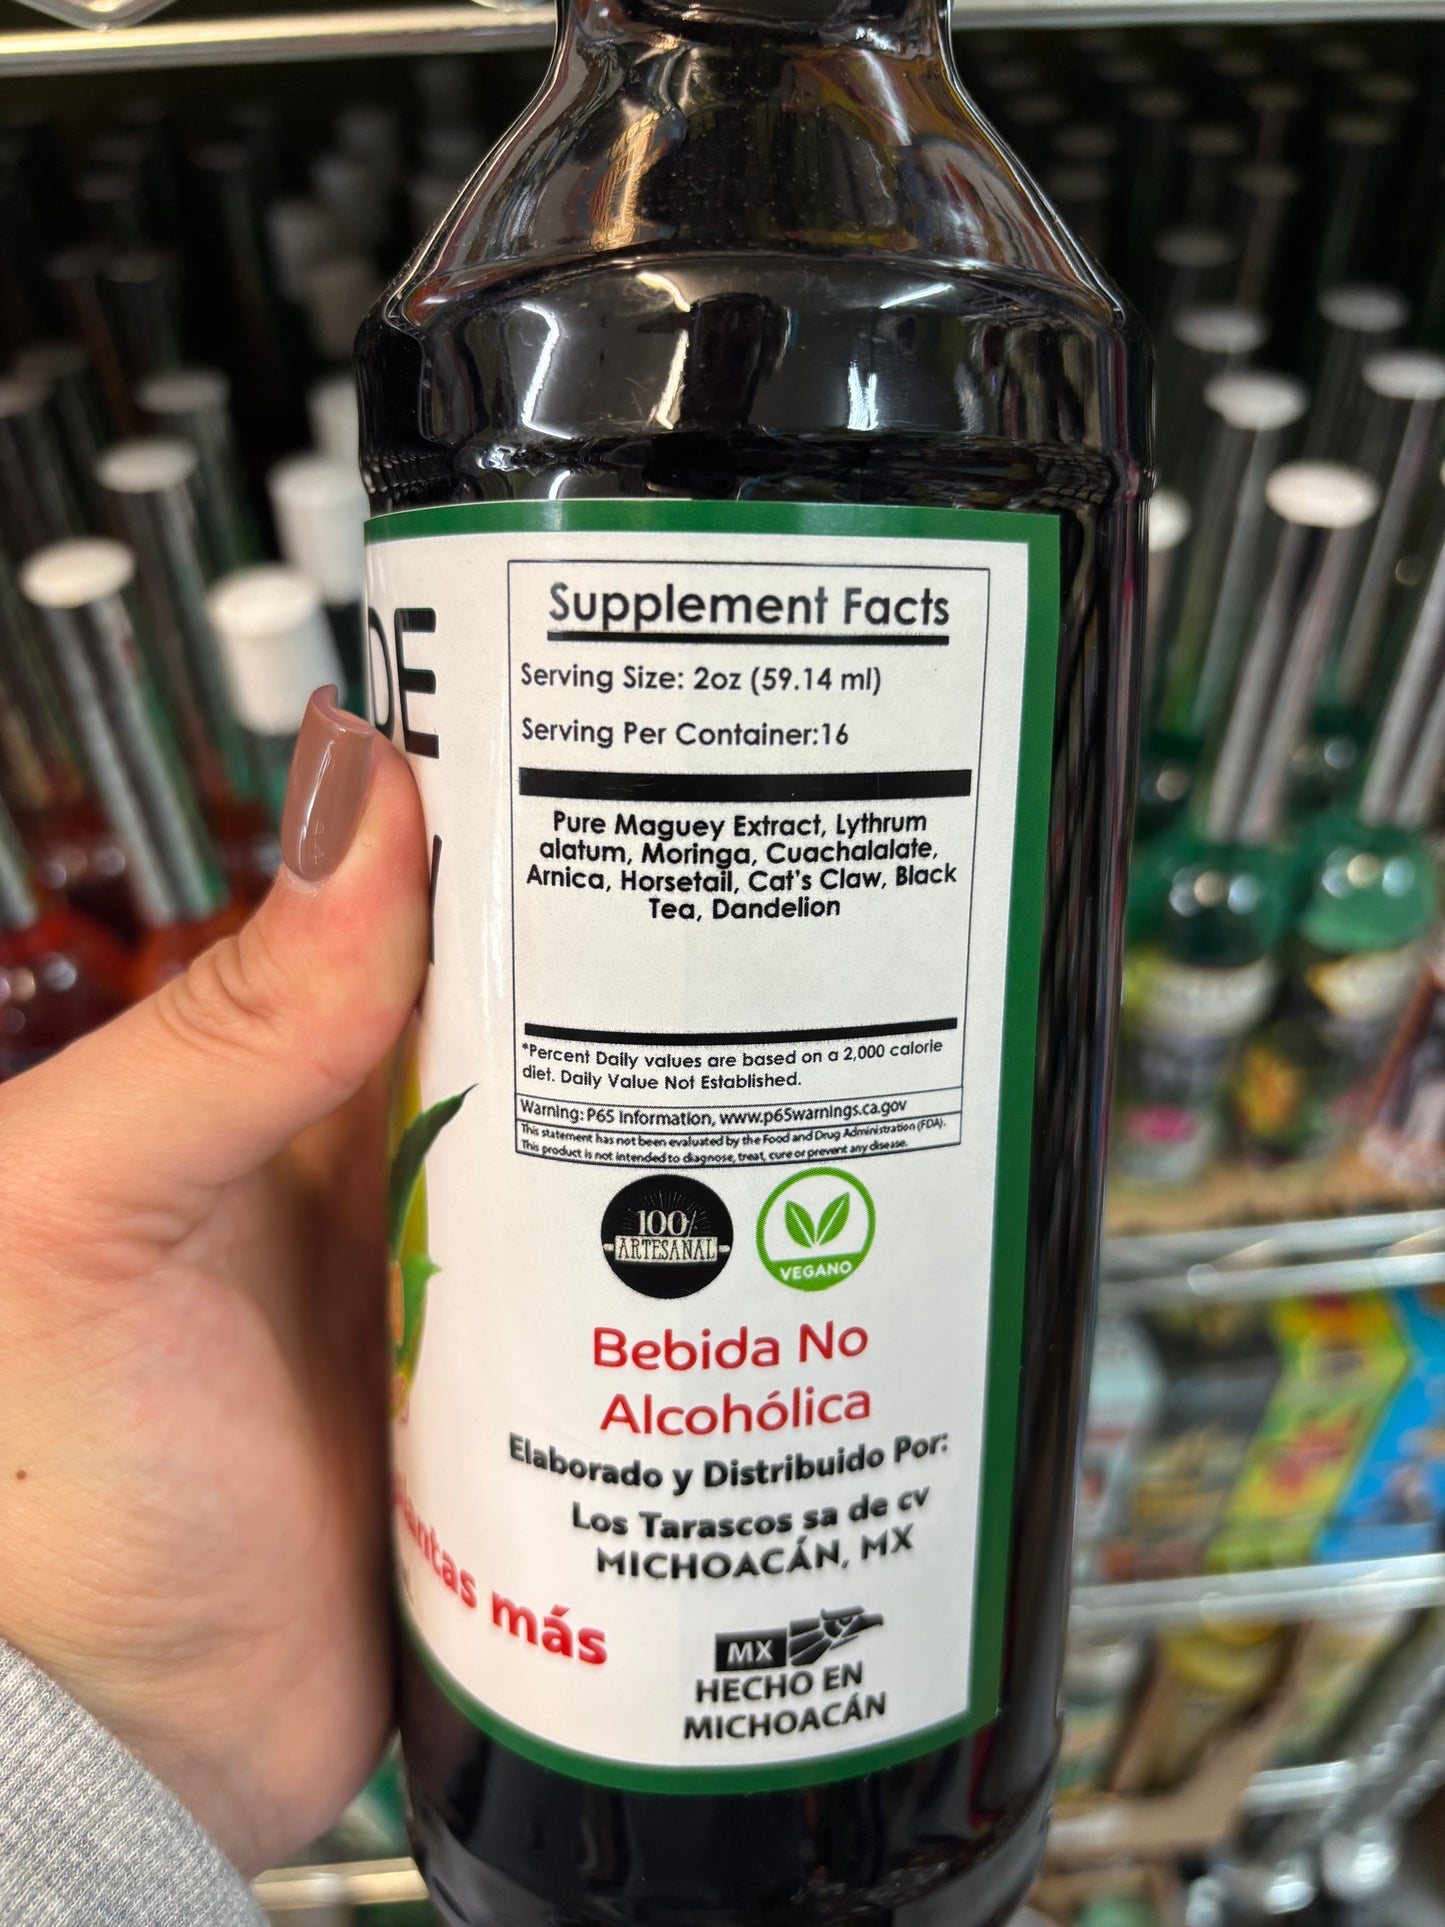 DE
Supplement Facts
Serving Size: 2oz (59.14 ml)
Serving Per Container:16
Pure Maguey Extract, Lythrum
alatum, Moringa, Cuachalalate,
Arnica, Horsetail, Cat's Claw, Black
Tea, Dandelion
*Percent Daily values are based on a 2,000 calorie
diet. Daily Value Not Established.
Warning: P65 Information, www.p65warnings.ca.gov
This statement has not been evaluated by the Food and Drug Administration (FDA).
This product is not intended to diagnose, treat, cure or prevent any disease.
100%
ARTESANAL
VEGANO
Bebida No
Alcohólica
Elaborado y Distribuido Por:
Los Tarascos sa de cv
MICHOACÁN, MX
plantas más
MX
HECHO EN
MICHOACÁN